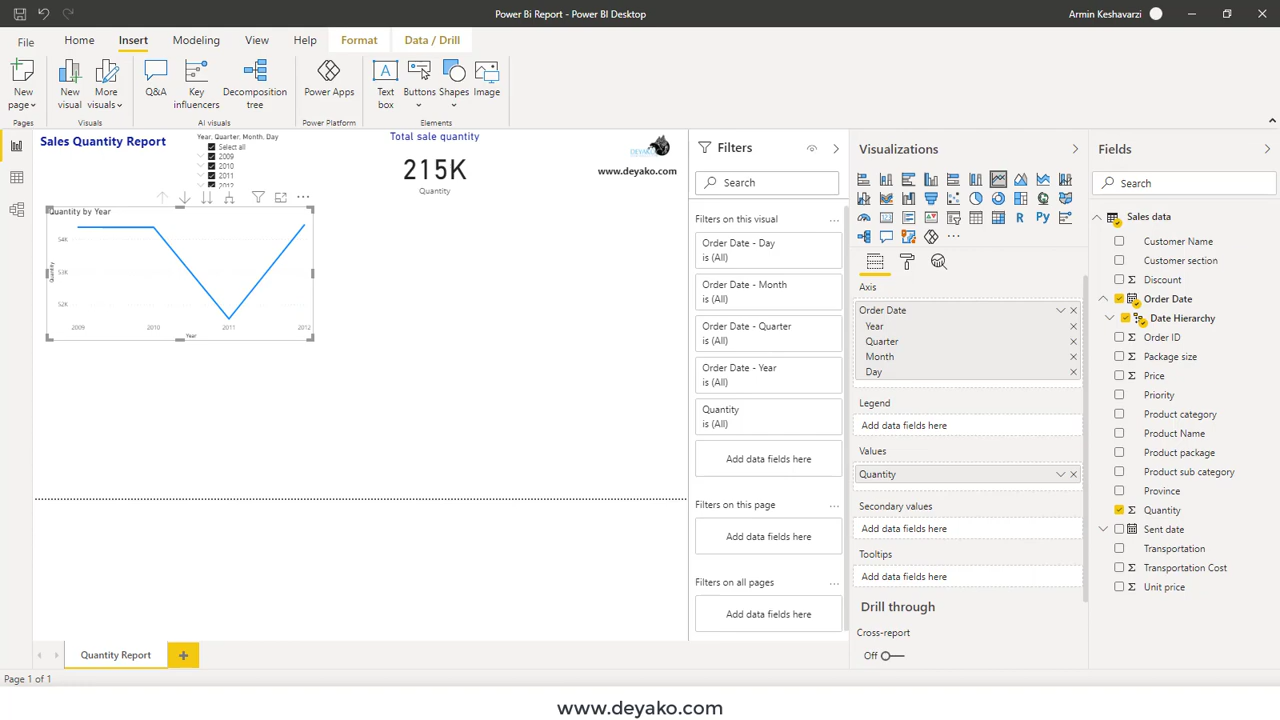 Power Bi Report - Power BI Desktop
Armin Keshavarzi
File
Home
Insert
Modeling
View
Help
Format
Data / Drill
New page
New visual
More visuals
Q&A
Key influencers
Decomposition tree
Power Apps
Text box
Buttons
Shapes
Image
Pages
Visuals
AI visuals
Power Platform
Elements
Sales Quantity Report
Year, Quarter, Month, Day
Select all
2009
2010
2011
2012
Total sale quantity
215K
Quantity
DEYAKO
www.deyako.com
Quantity by Year
54K
53K
52K
Quantity
2009
2010
2011
2012
Year
Filters
Search
Filters on this visual
Order Date - Day
is (All)
Order Date - Month
is (All)
Order Date - Quarter
is (All)
Order Date - Year
is (All)
Quantity
is (All)
Add data fields here
Filters on this page
Add data fields here
Filters on all pages
Add data fields here
Visualizations
R
Py
Axis
Order Date
Year
Quarter
Month
Day
Legend
Add data fields here
Values
Quantity
Secondary values
Add data fields here
Tooltips
Add data fields here
Drill through
Cross-report
Off
Fields
Search
Sales data
Customer Name
Customer section
Discount
Order Date
Date Hierarchy
Order ID
Package size
Price
Priority
Product category
Product Name
Product package
Product sub category
Province
Quantity
Sent date
Transportation
Transportation Cost
Unit price
Quantity Report
Page 1 of 1
www.deyako.com